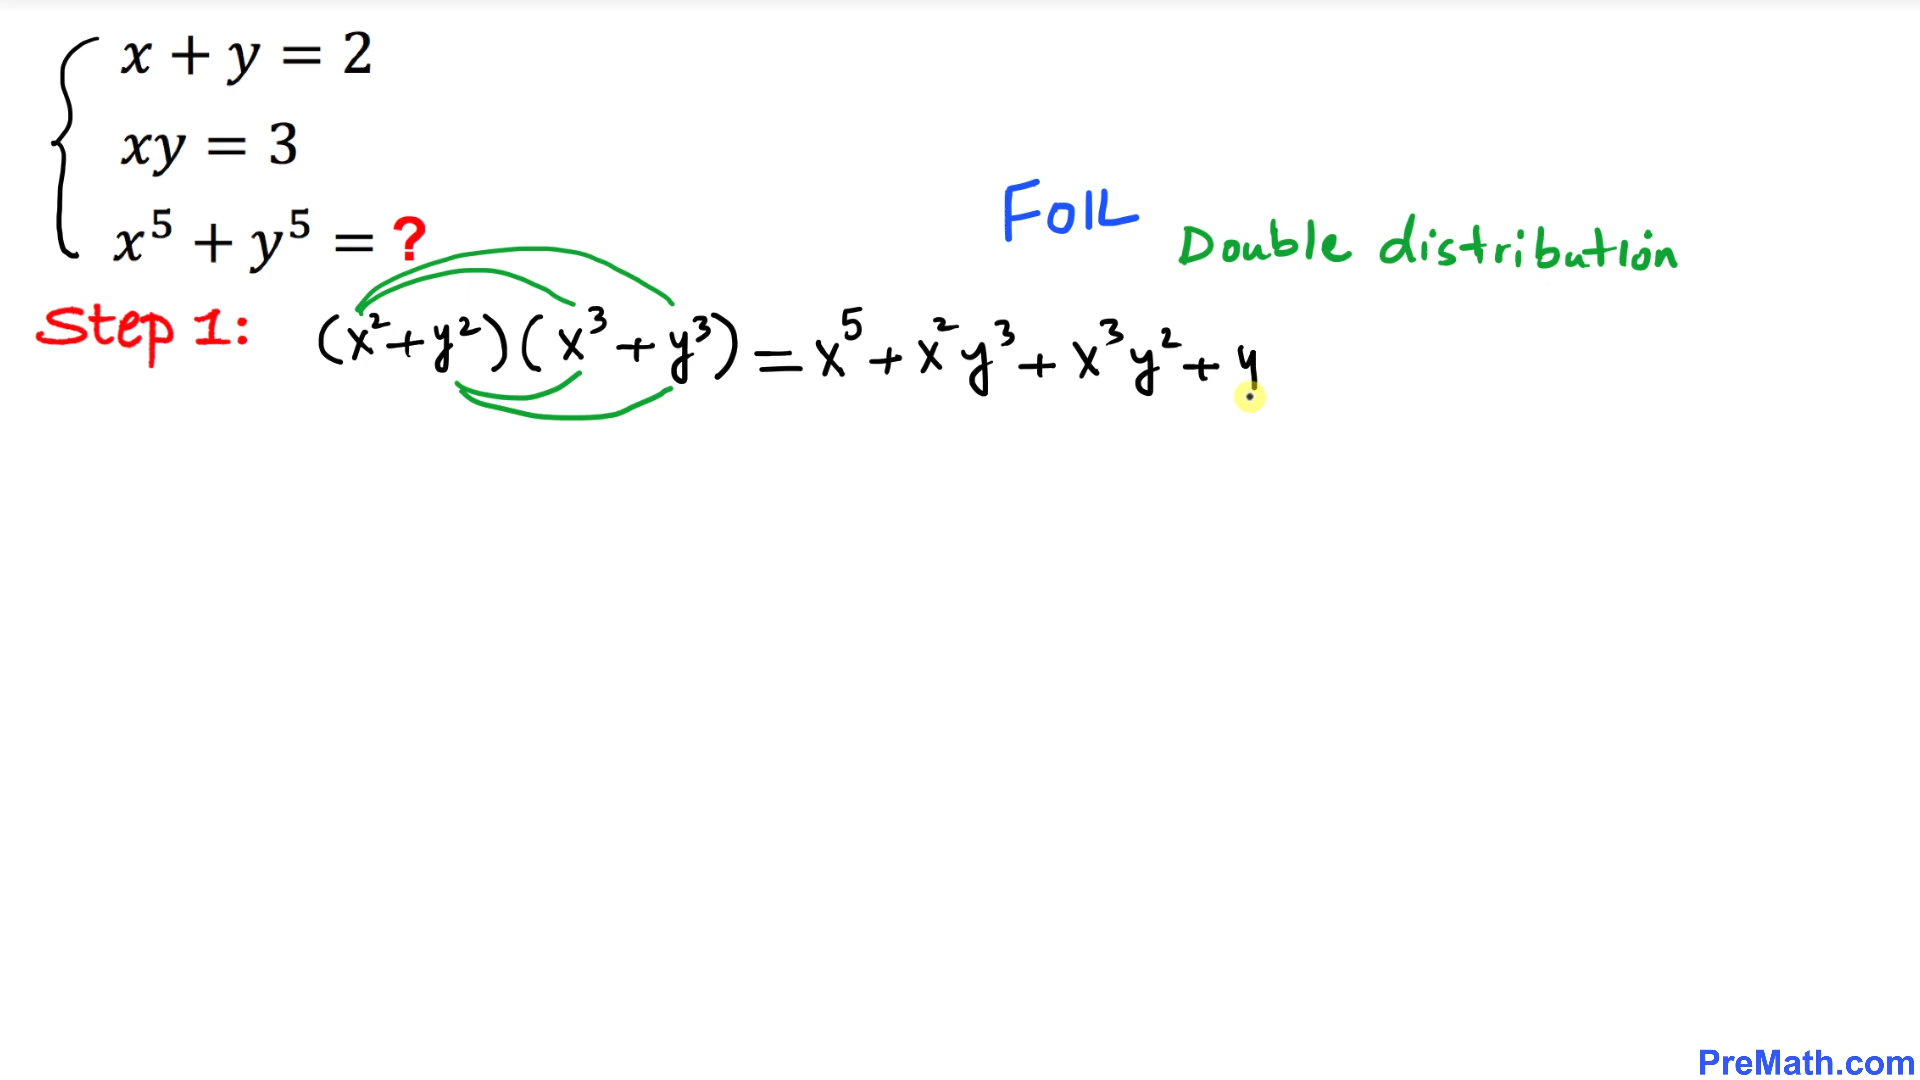 x + y = 2
xy = 3
x⁵ + y⁵ = ?
FOIL
Double distribution
Step 1: (x²+y²)(x³+y³) = x⁵+x²y³+x³y²+y
PreMath.com